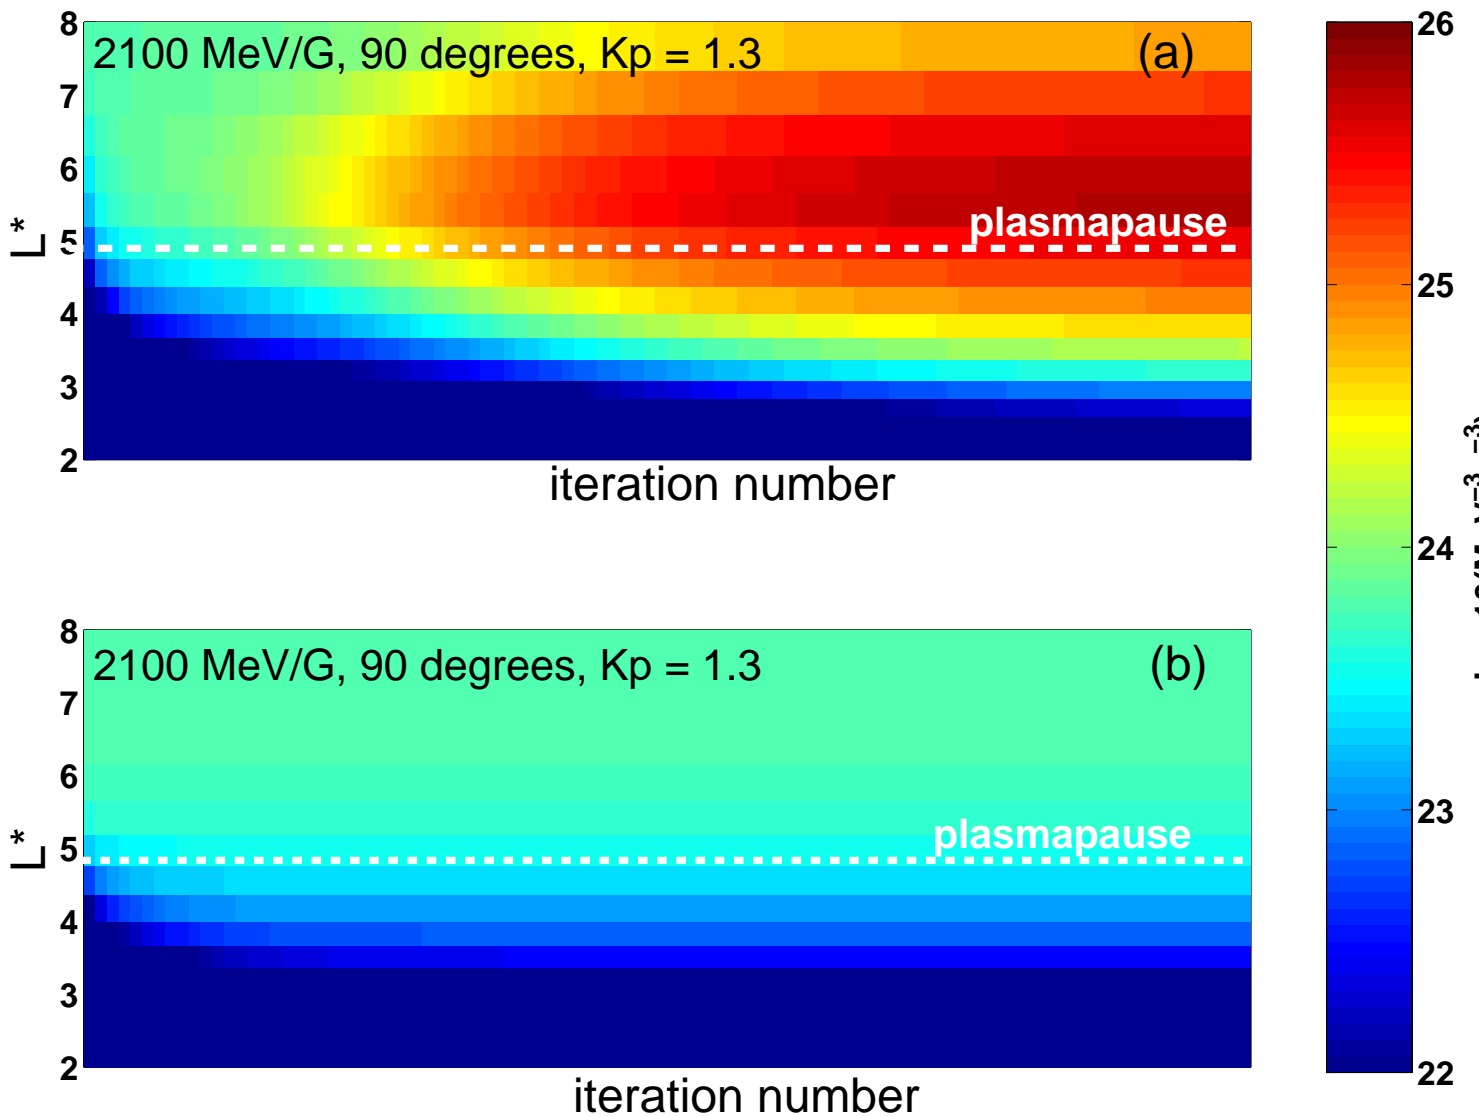 8
2100 MeV/G, 90 degrees, Kp = 1.3
(a)
7
6
5
4
3
2
L*
plasmapause
iteration number
8
2100 MeV/G, 90 degrees, Kp = 1.3
(b)
7
6
5
4
3
2
L*
plasmapause
iteration number
26
25
24
23
22